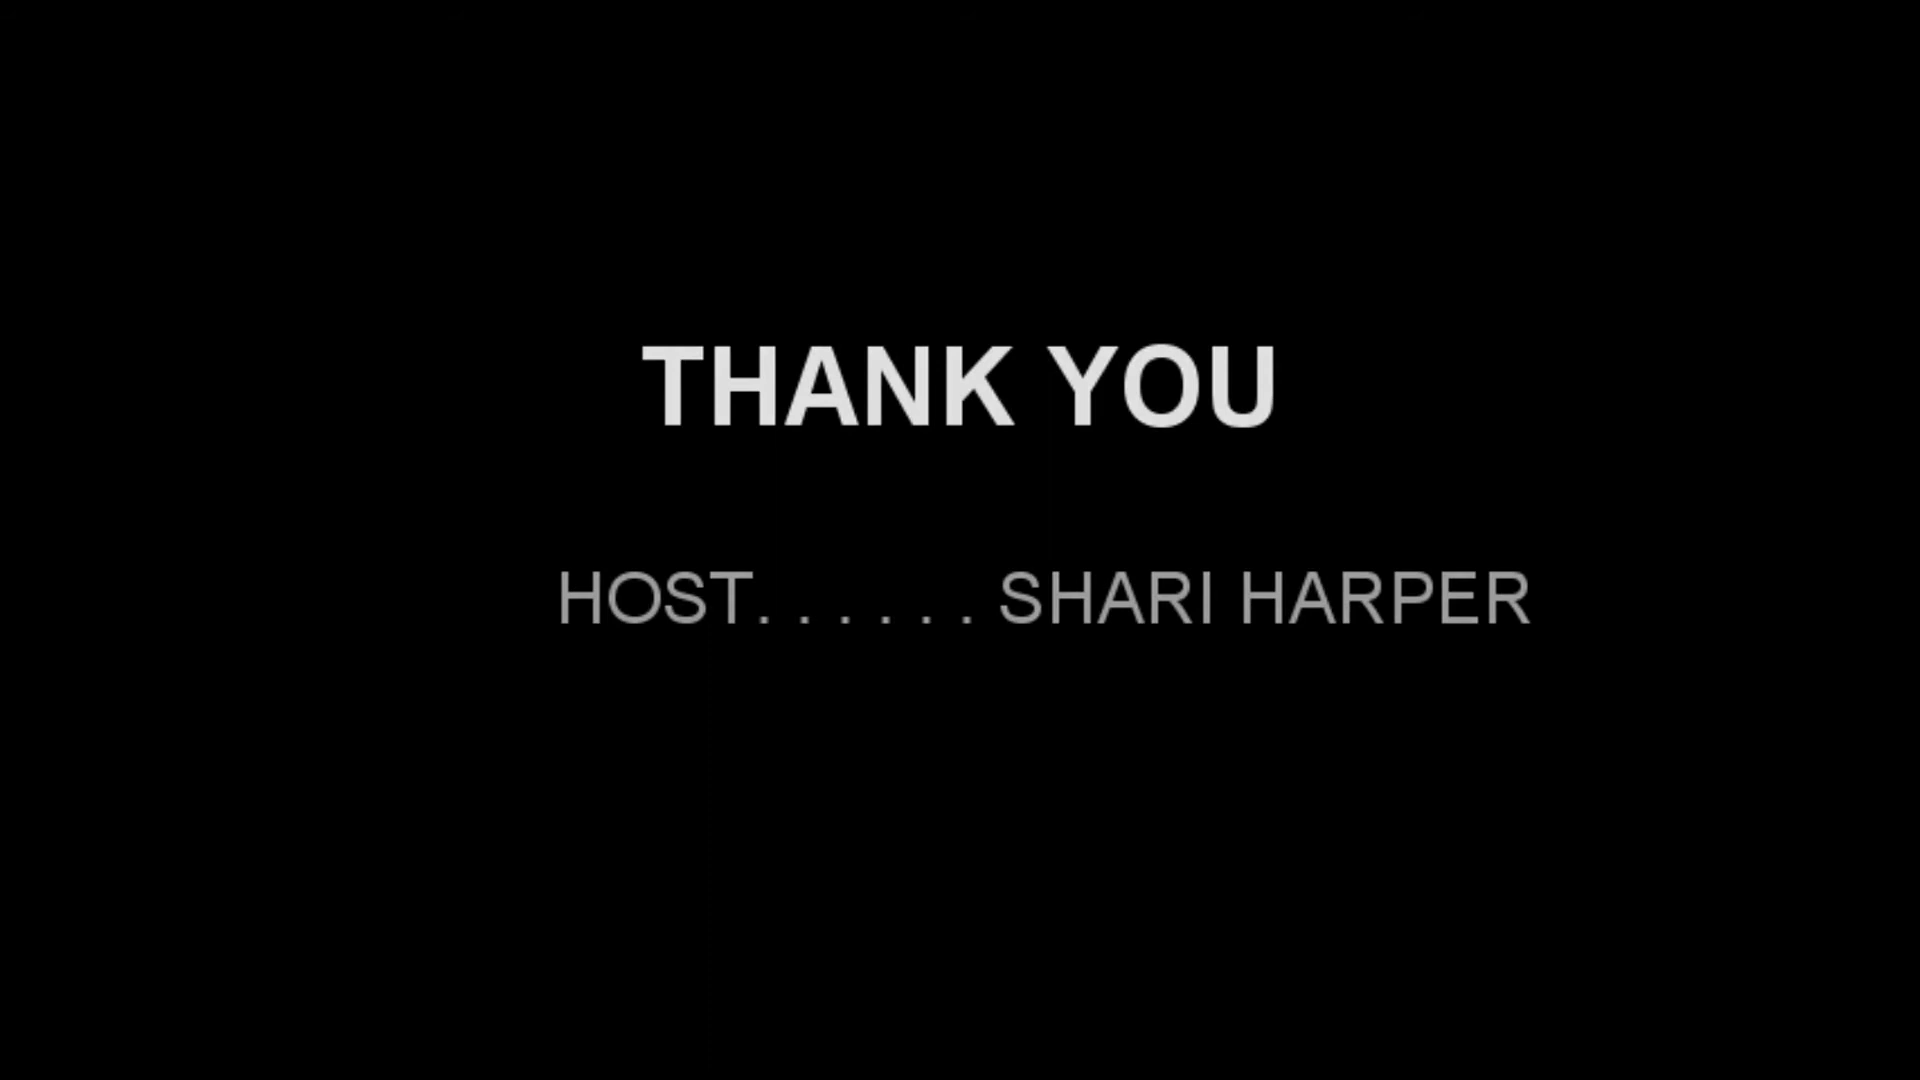 THANK YOU
HOST. . . . . . SHARI HARPER